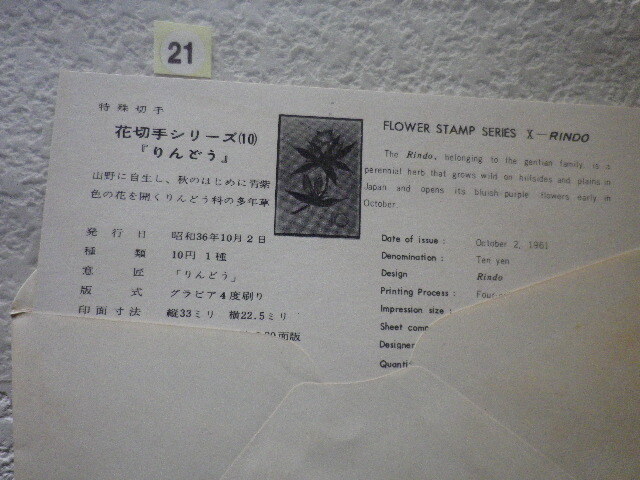 21
特殊切手
花切手シリーズ(10)
『りんどう』
山野に自生し、秋のはじめに青紫
色の花を開くりんどう科の多年草
発行日 昭和36年10月2日
種類 10円 1種
意匠 「りんどう」
版式 グラビア4度刷り
印面寸法 縦33ミリ 横22.5ミリ
面版
FLOWER STAMP SERIES X—RINDO
The Rindo, belonging to the gentian family, is a
perennial herb that grows wild on hillsides and plains in
Japan and opens its bluish-purple flowers early in
October.
Date of issue : October 2, 1961
Denomination : Ten yen
Design Rindo
Printing Process : Four
Impression size :
Sheet com
Designer
Quanti